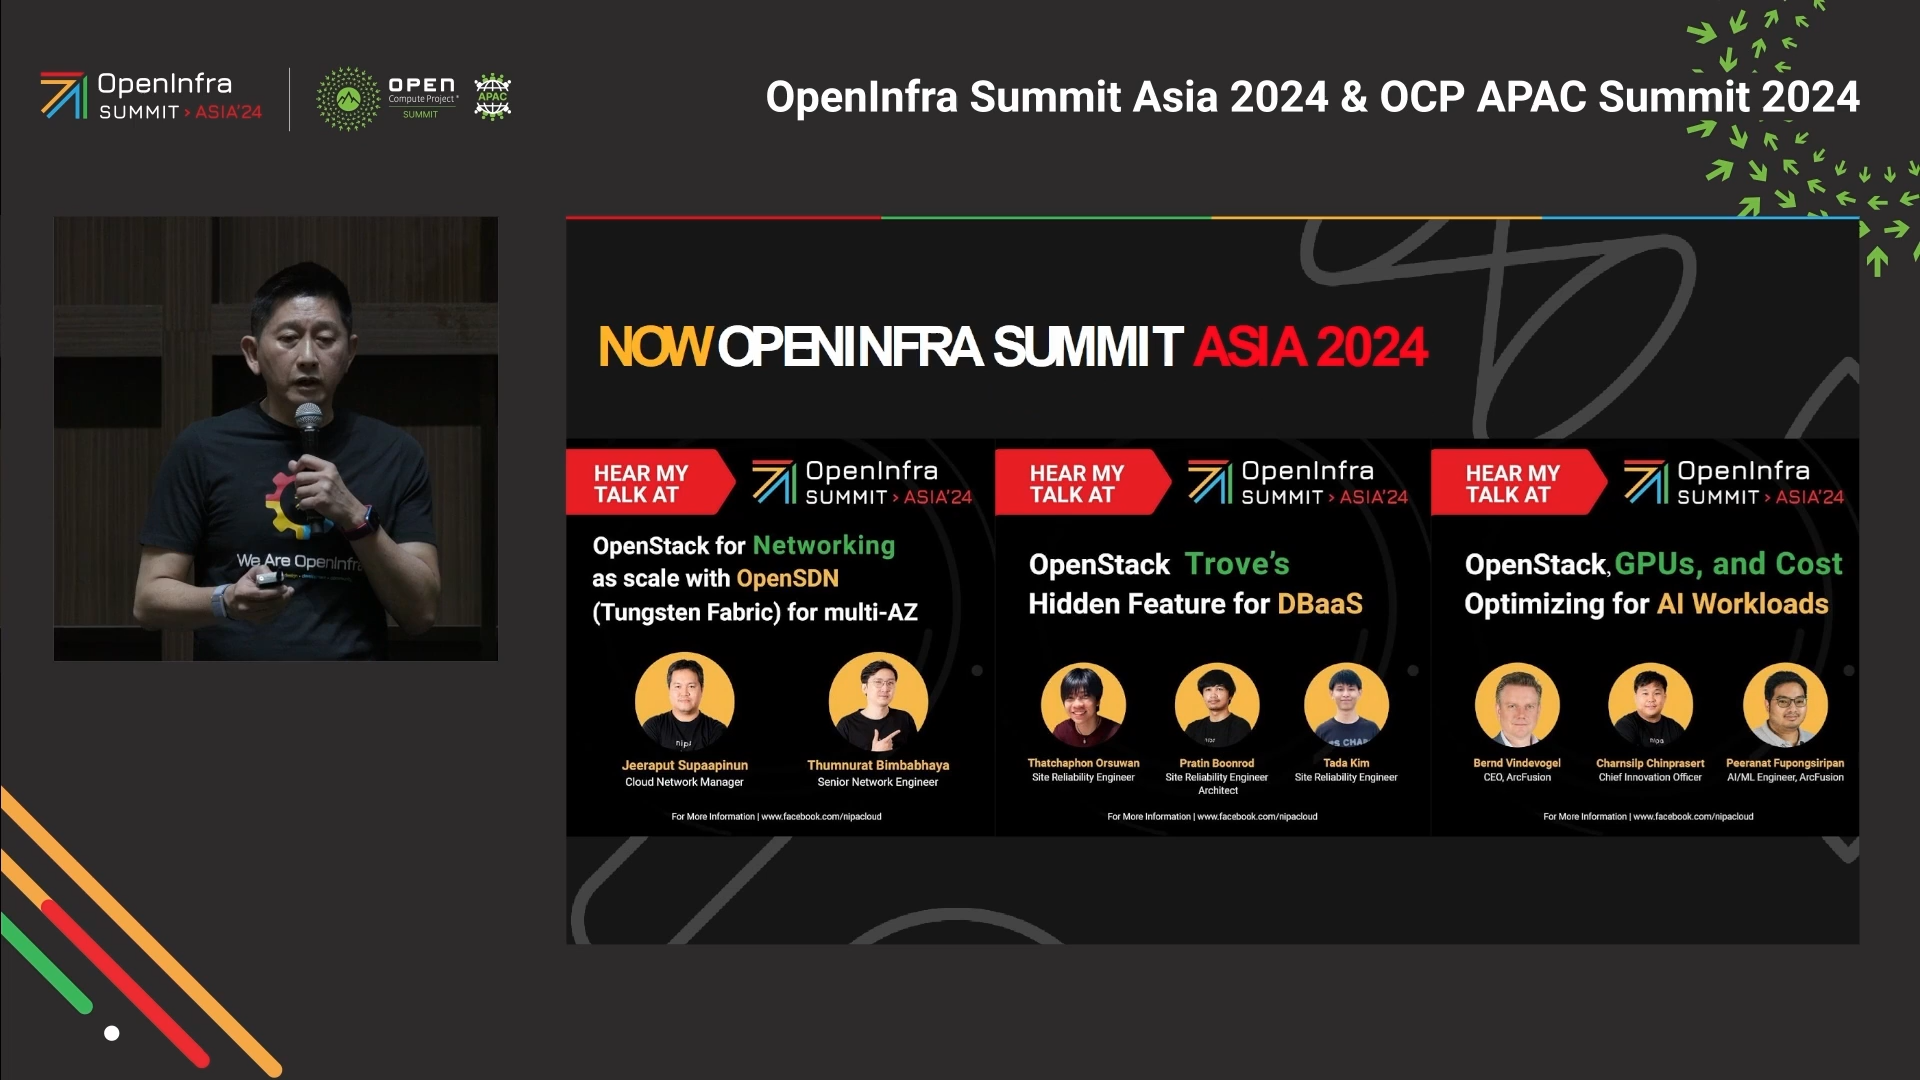 OpenInfra
SUMMIT > ASIA'24
OPEN
Compute Project®
SUMMIT
APAC
OpenInfra Summit Asia 2024 & OCP APAC Summit 2024
We Are OpenInfr
NOW OPENINFRA SUMMIT ASIA 2024
HEAR MY
TALK AT
OpenInfra
SUMMIT > ASIA'24
OpenStack for Networking
as scale with OpenSDN
(Tungsten Fabric) for multi-AZ
nipa
Jeeraput Supaapinun
Cloud Network Manager
Thumnurat Bimbabhaya
Senior Network Engineer
For More Information | www.facebook.com/nipacloud
HEAR MY
TALK AT
OpenInfra
SUMMIT > ASIA'24
OpenStack Trove's
Hidden Feature for DBaaS
Thatchaphon Orsuwan
Site Reliability Engineer
Pratin Boonrod
Site Reliability Engineer
Architect
Tada Kim
Site Reliability Engineer
For More Information | www.facebook.com/nipacloud
HEAR MY
TALK AT
OpenInfra
SUMMIT > ASIA'24
OpenStack, GPUs, and Cost
Optimizing for AI Workloads
Bernd Vindevogel
CEO, ArcFusion
Charnsilp Chinprasert
Chief Innovation Officer
Peeranat Fupongsiripan
AI/ML Engineer, ArcFusion
For More Information | www.facebook.com/nipacloud